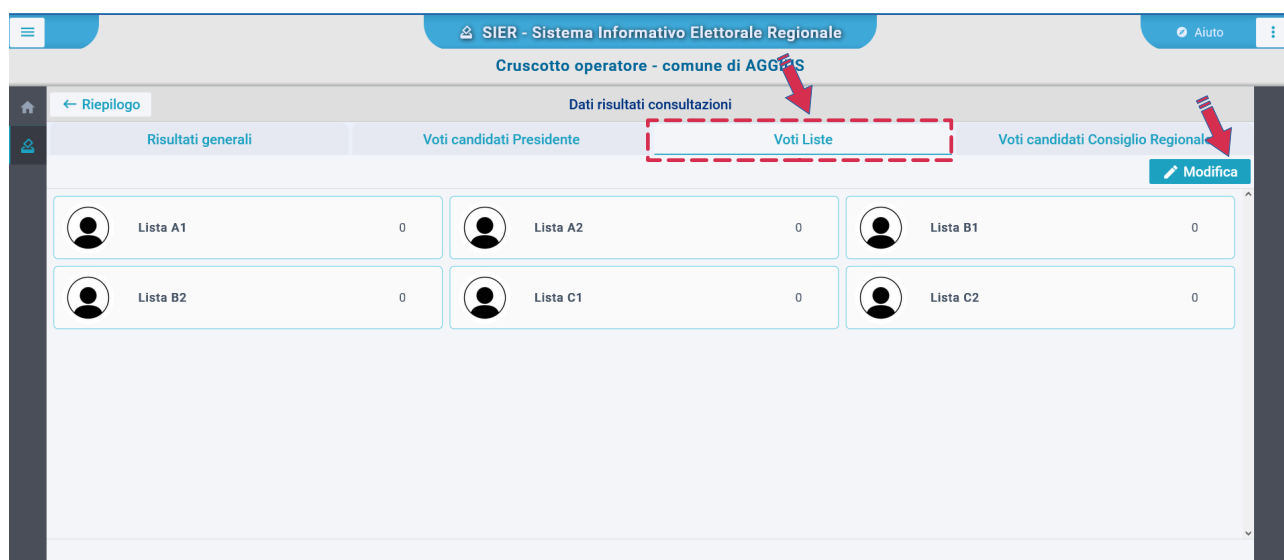 SIER - Sistema Informativo Elettorale Regionale
Aiuto
Cruscotto operatore - comune di
← Riepilogo
Dati risultati consultazioni
Risultati generali
Voti candidati Presidente
Voti Liste
Voti candidati Consiglio Regionale
Modifica
Lista A1 0
Lista A2 0
Lista B1 0
Lista B2 0
Lista C1 0
Lista C2 0